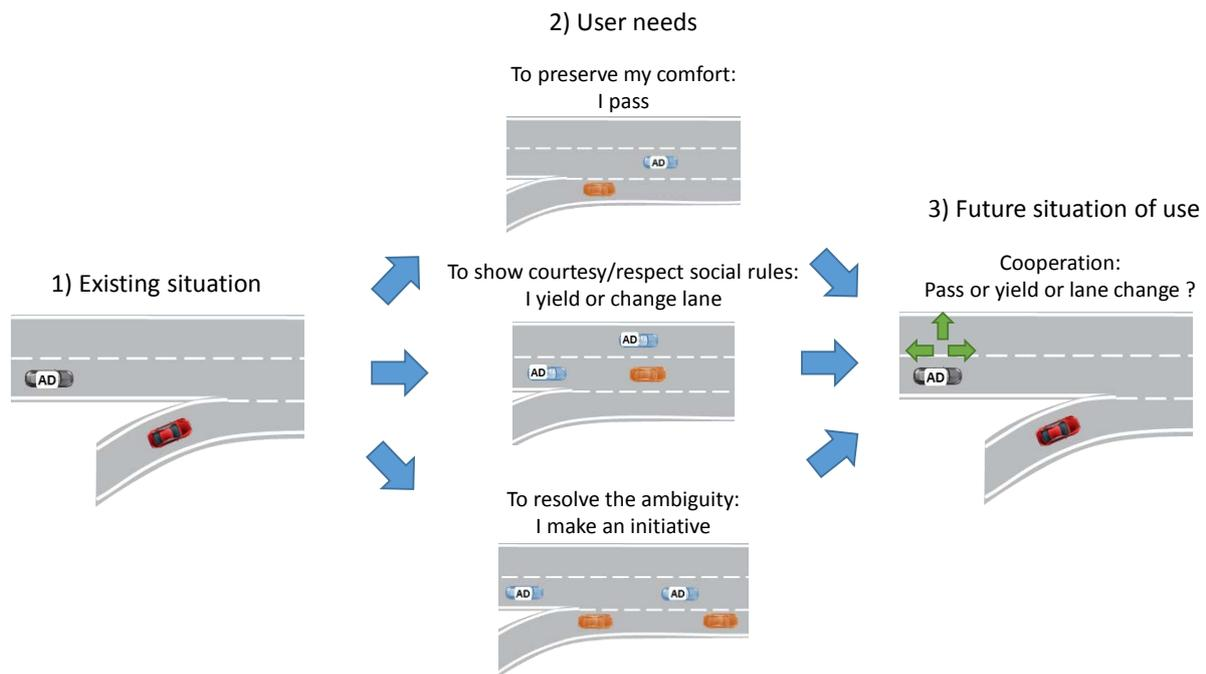 2) User needs
To preserve my comfort:
I pass
AD
3) Future situation of use
1) Existing situation
To show courtesy/respect social rules:
I yield or change lane
Cooperation:
Pass or yield or lane change ?
AD
AD
AD
AD
To resolve the ambiguity:
I make an initiative
AD
AD